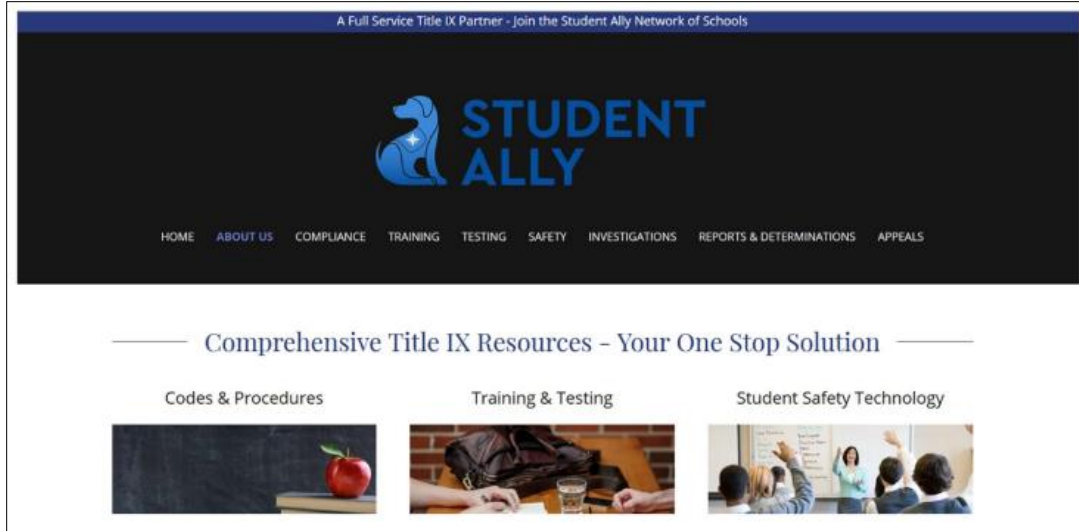 A Full Service Title IX Partner - Join the Student Ally Network of Schools
STUDENT
ALLY
HOME ABOUT US COMPLIANCE TRAINING TESTING SAFETY INVESTIGATIONS REPORTS & DETERMINATIONS APPEALS
Comprehensive Title IX Resources - Your One Stop Solution
Codes & Procedures Training & Testing Student Safety Technology